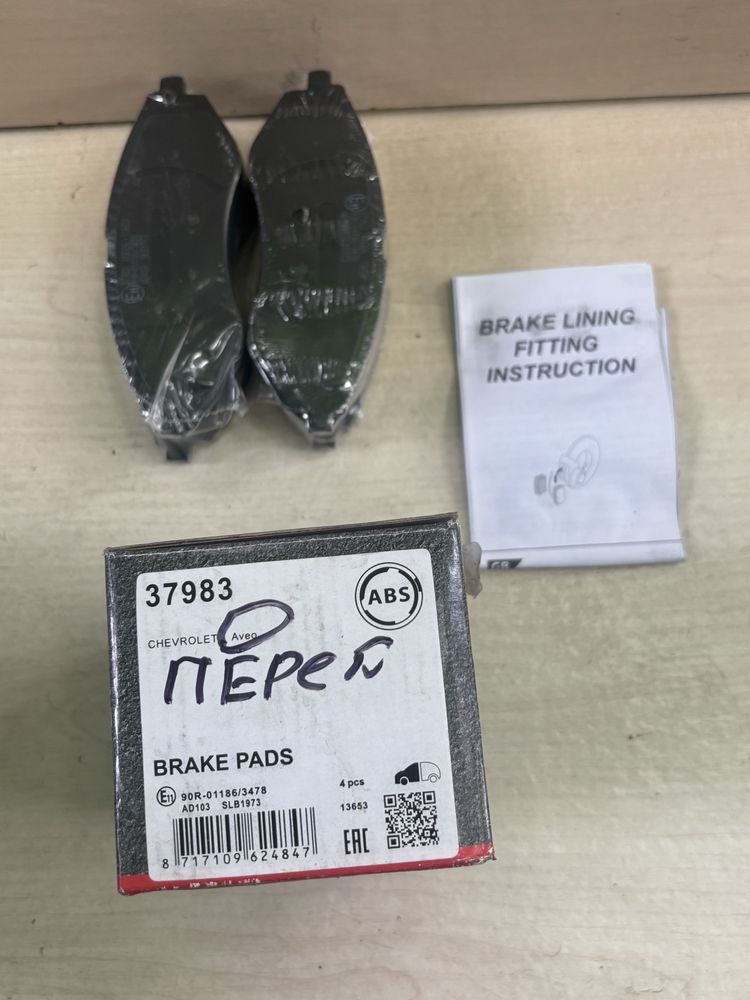 BRAKE LINING
FITTING
INSTRUCTION
GB
37983
ABS
CHEVROLET Aveo
ПЕРЕД
BRAKE PADS
E11 90R-01186/3478
AD103 SLB1973
4 pcs
13653
EAC
8 717109 624847